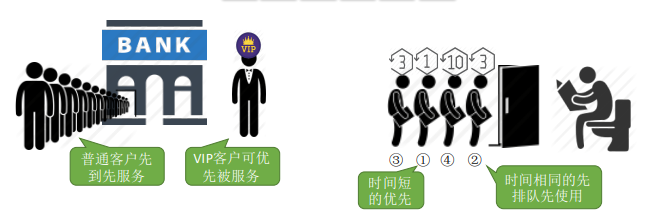 BANK
VIP
普通客户先
到先服务
VIP客户可优
先被服务
3 1 10 3
③ ① ④ ②
时间短
的优先
时间相同的先
排队先使用